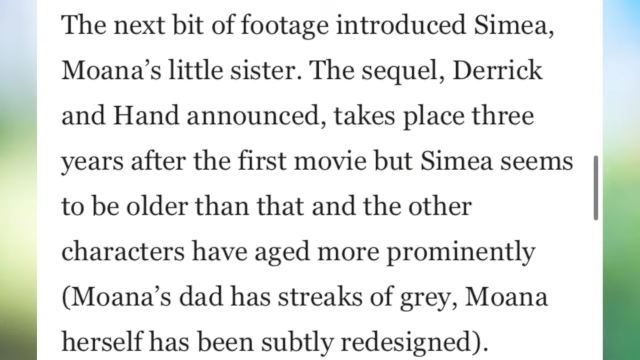 The next bit of footage introduced Simea,
Moana’s little sister. The sequel, Derrick
and Hand announced, takes place three
years after the first movie but Simea seems
to be older than that and the other
characters have aged more prominently
(Moana’s dad has streaks of grey, Moana
herself has been subtly redesigned).